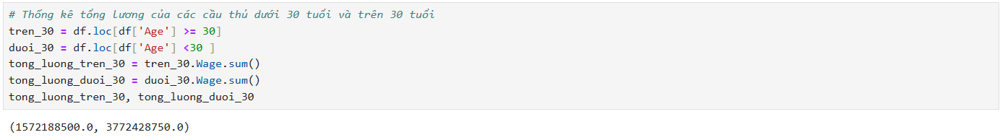 # Thống kê tổng lương của các cầu thủ dưới 30 tuổi và trên 30 tuổi
tren_30 = df.loc[df['Age'] >= 30]
duoi_30 = df.loc[df['Age'] <30 ]
tong_luong_tren_30 = tren_30.Wage.sum()
tong_luong_duoi_30 = duoi_30.Wage.sum()
tong_luong_tren_30, tong_luong_duoi_30
(1572188500.0, 3772428750.0)